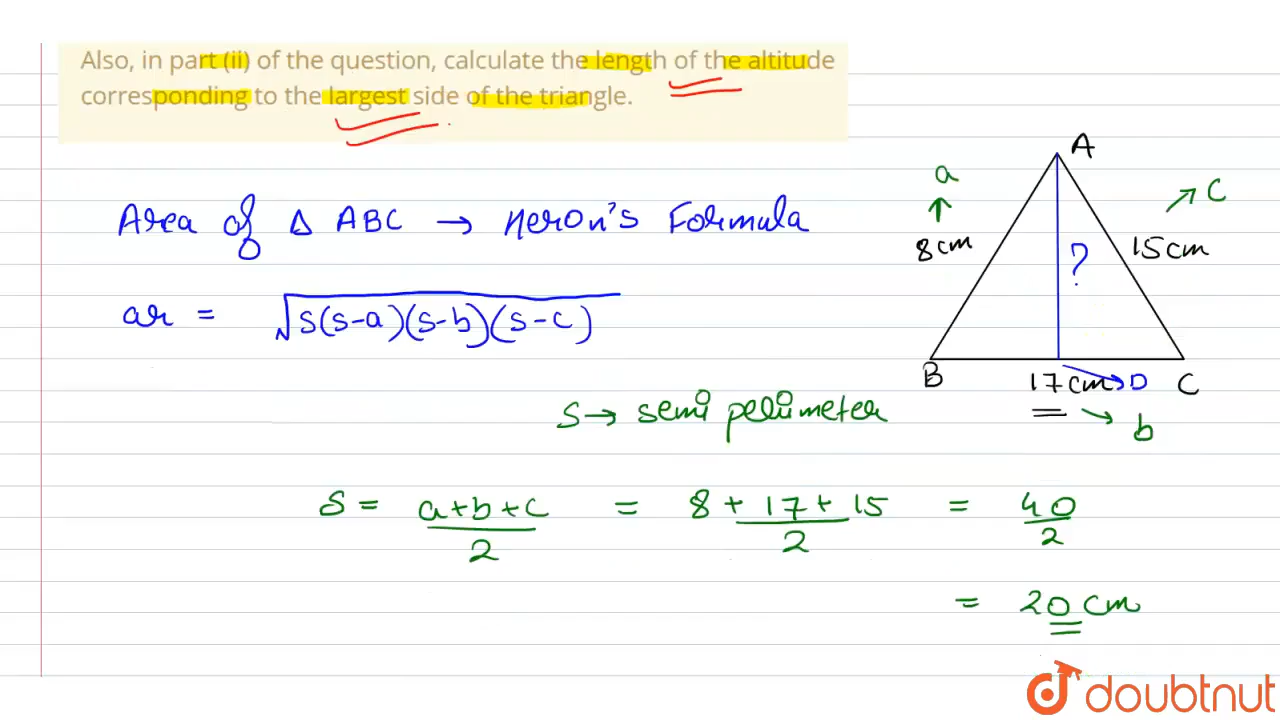 Also, in part (ii) of the question, calculate the length of the altitude
corresponding to the largest side of the triangle.
A
a
C
Area of Δ ABC → Heron's Formula
8cm
15cm
?
ar = √s(s-a)(s-b)(s-c)
B
17cm
D
C
b
S → semi perimeter
S = a+b+c/2 = 8+17+15/2 = 40/2
= 20 cm
doubtnut